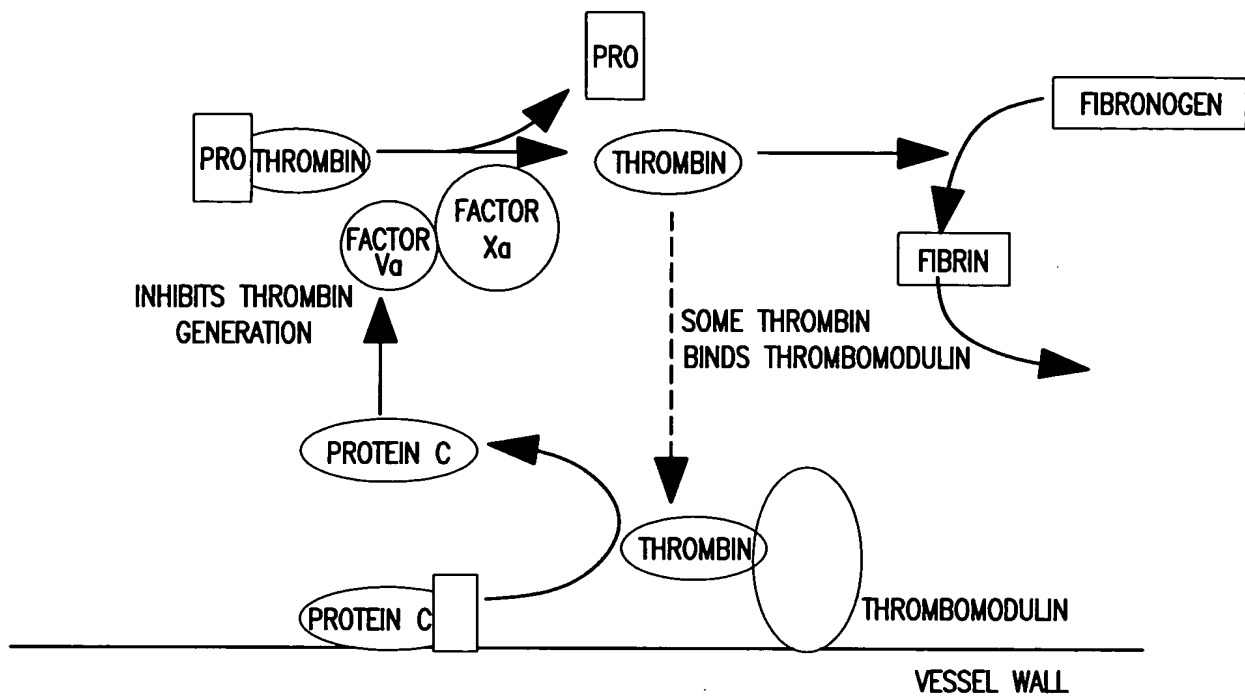 PRO
FIBRONOGEN
PRO THROMBIN
THROMBIN
FACTOR
Xa
FACTOR
Va
FIBRIN
INHIBITS THROMBIN
GENERATION
SOME THROMBIN
BINDS THROMBOMODULIN
PROTEIN C
THROMBIN
PROTEIN C
THROMBOMODULIN
VESSEL WALL